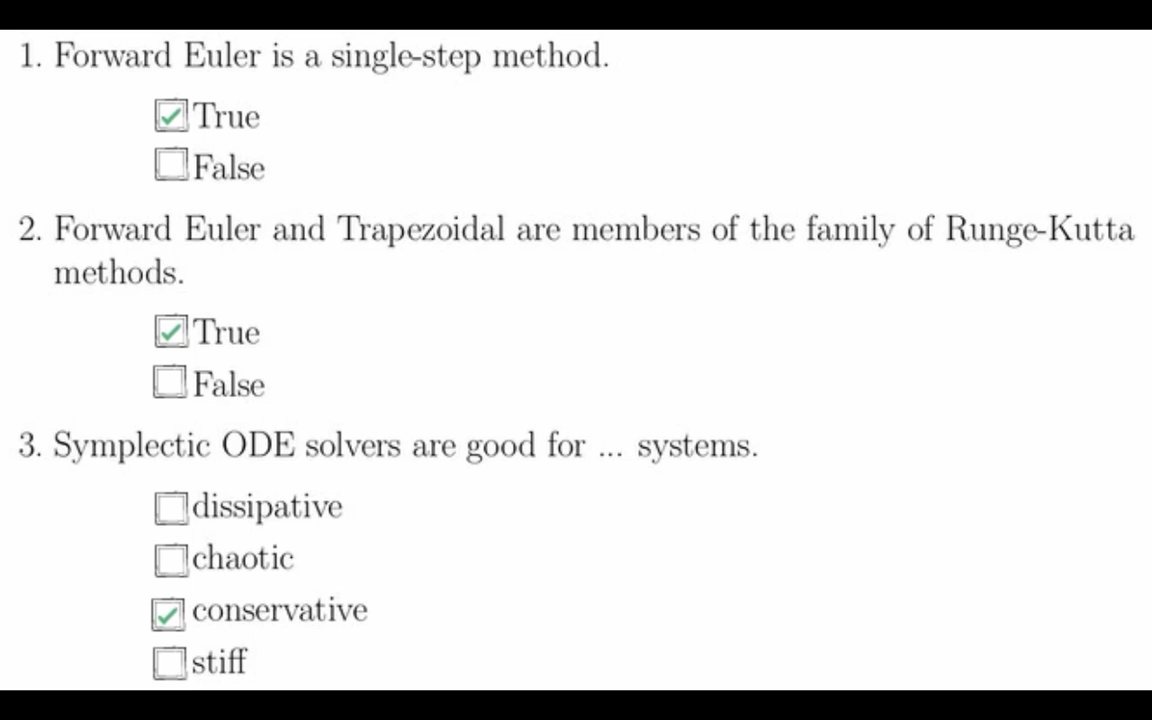 1. Forward Euler is a single-step method.
True
False
2. Forward Euler and Trapezoidal are members of the family of Runge-Kutta
methods.
True
False
3. Symplectic ODE solvers are good for ... systems.
dissipative
chaotic
conservative
stiff